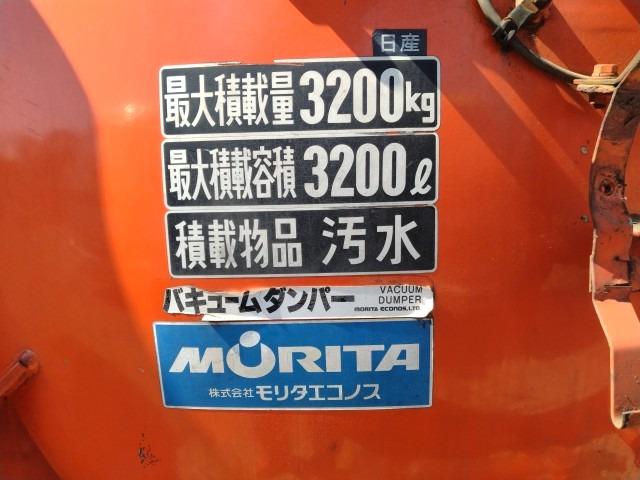 日産
最大積載量 3200kg
最大積載容積 3200ℓ
積載物品 汚水
バキュームダンパー VACUUM DUMPER
MORITA ECONOS,LTD.
MORITA
株式会社モリタエコノス